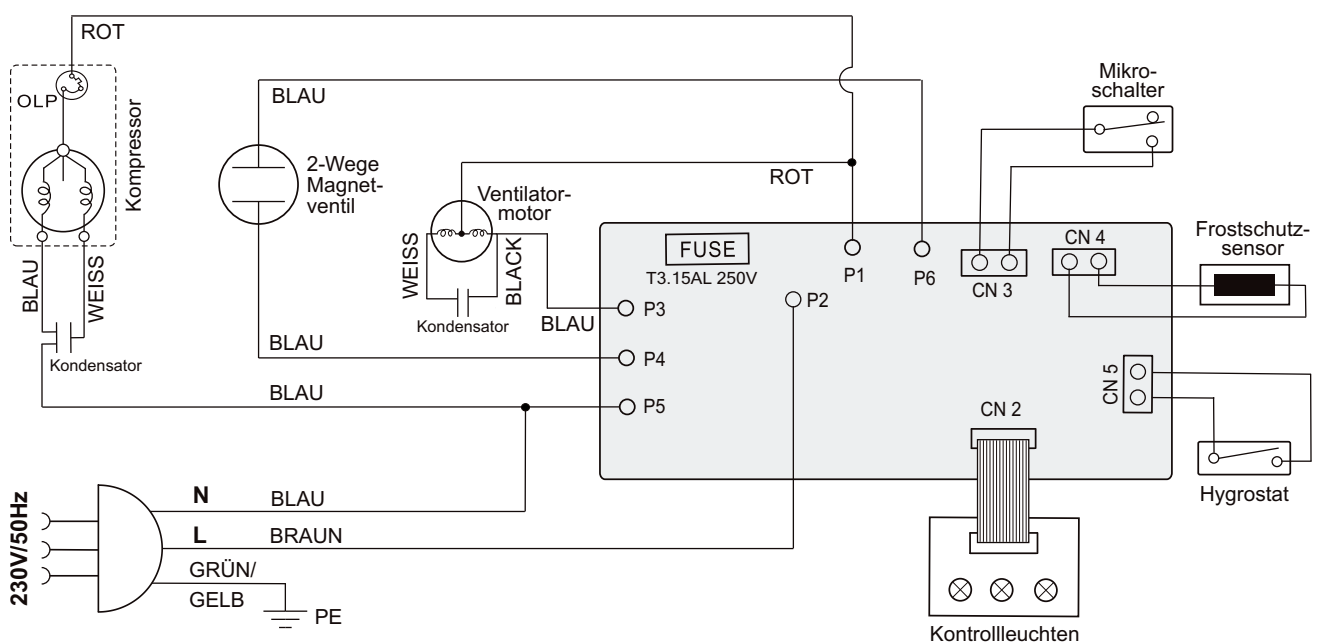 ROT
OLP
Kompressor
BLAU
WEISS
Kondensator
BLAU
2-Wege
Magnet-
ventil
Ventilator-
motor
WEISS
BLACK
Kondensator
ROT
BLAU
BLAU
BLAU
FUSE
T3.15AL 250V
P1
P2
P3
P4
P5
P6
CN 3
CN 4
CN 5
CN 2
Mikro-
schalter
Frostschutz-
sensor
Hygrostat
Kontrollleuchten
230V/50Hz
N BLAU
L BRAUN
GRÜN/
GELB
PE